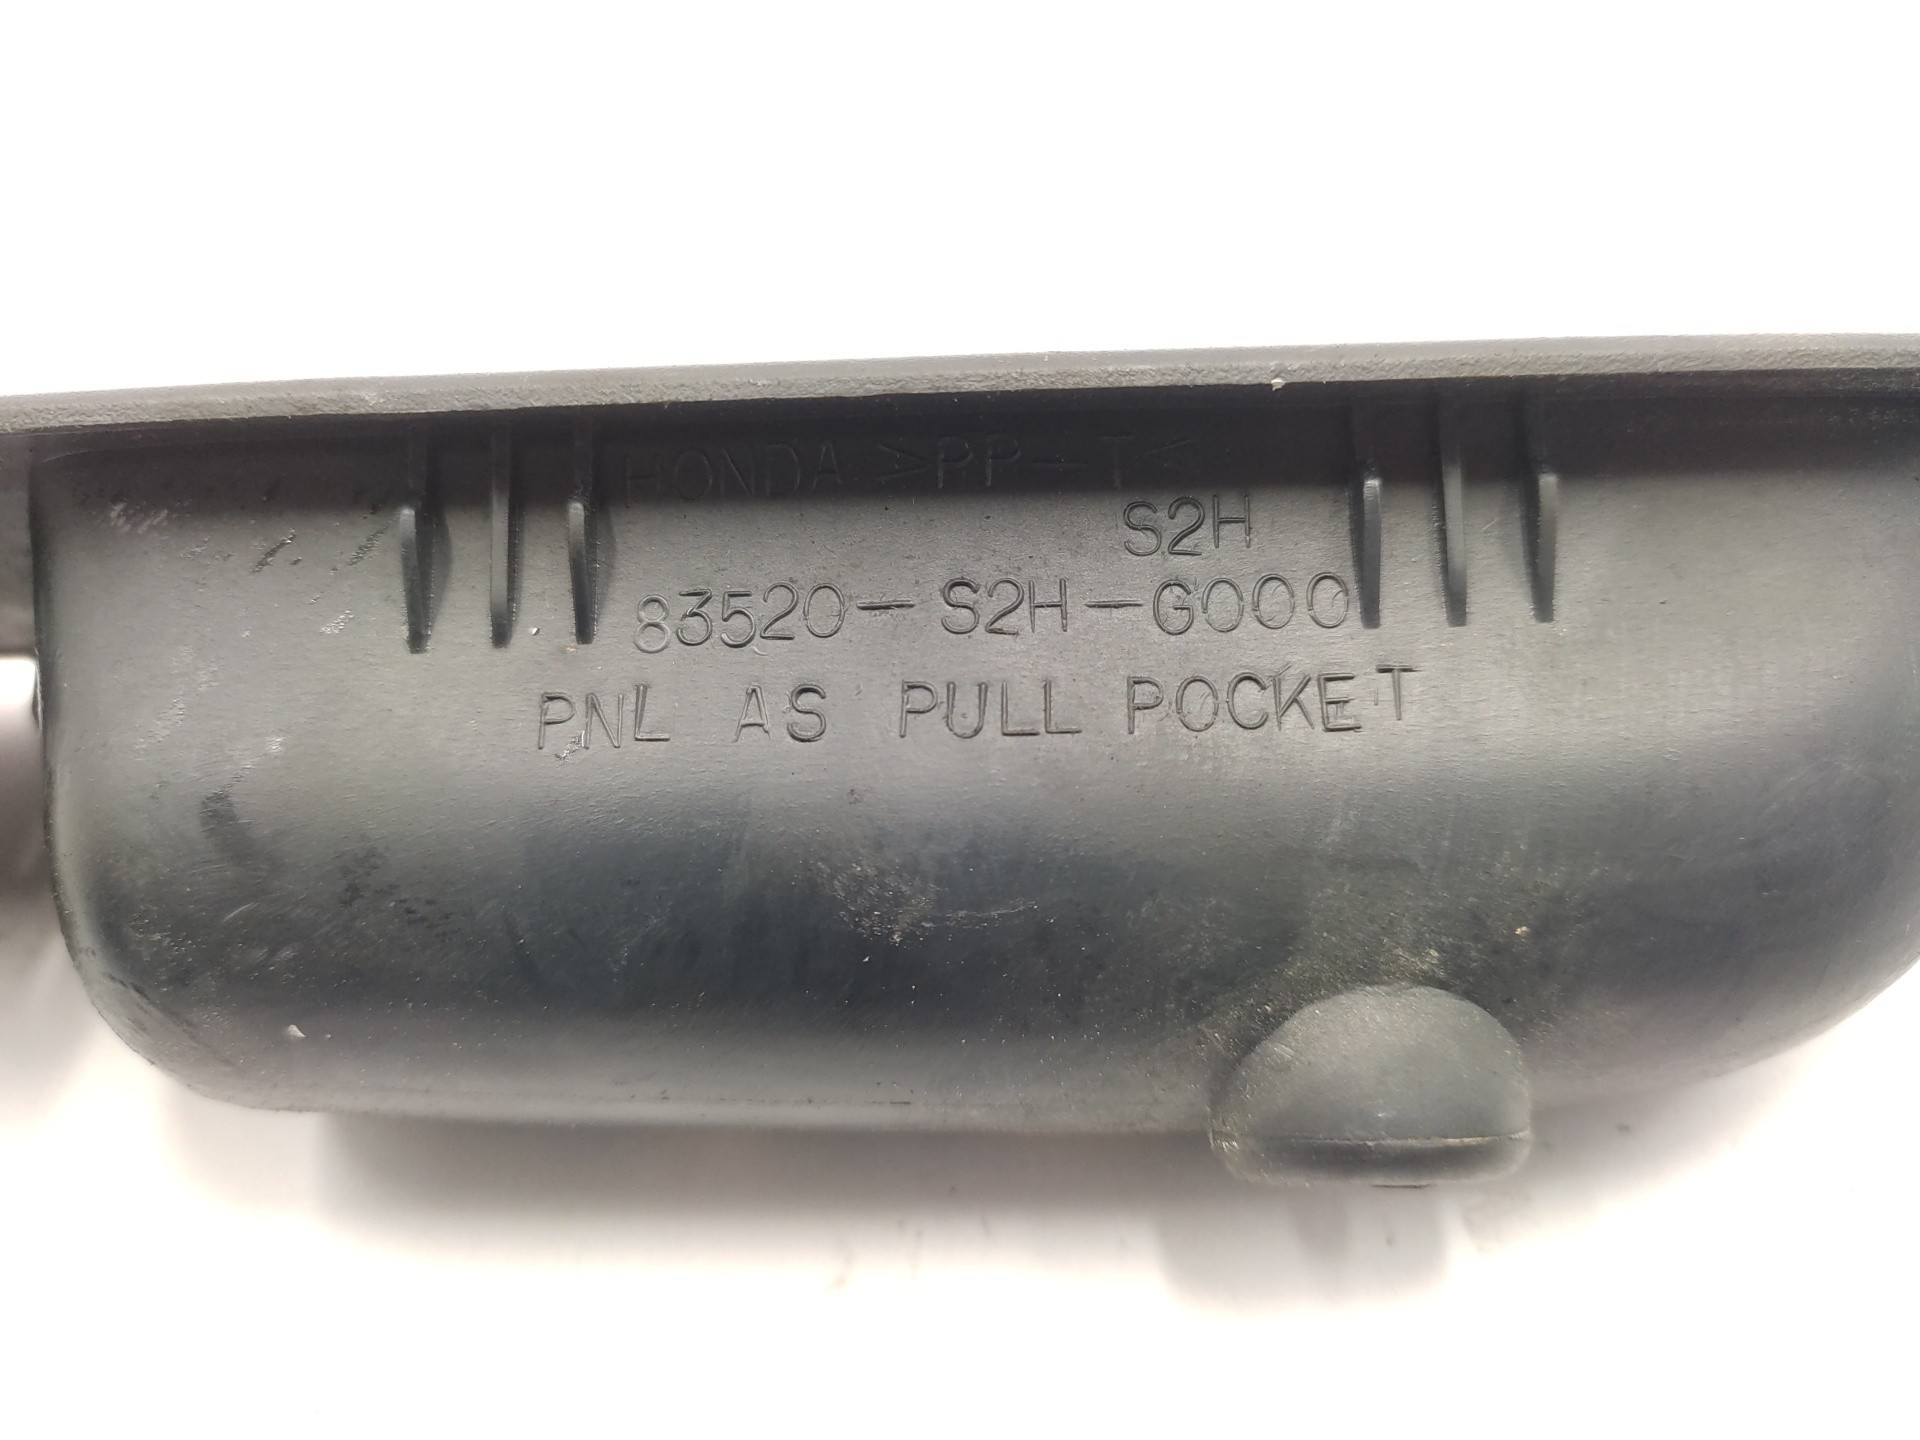 HONDA >PP-T<
S2H
83520-S2H-G000
PNL AS PULL POCKET